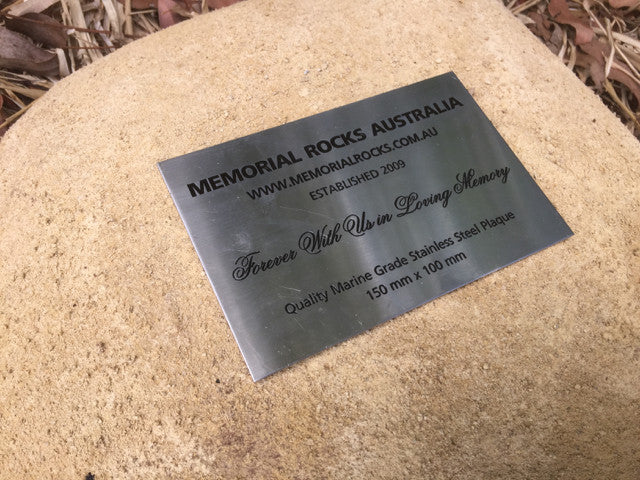 MEMORIAL ROCKS AUSTRALIA
WWW.MEMORIALROCKS.COM.AU
ESTABLISHED 2009
Forever With Us in Loving Memory
Quality Marine Grade Stainless Steel Plaque
150 mm x 100 mm